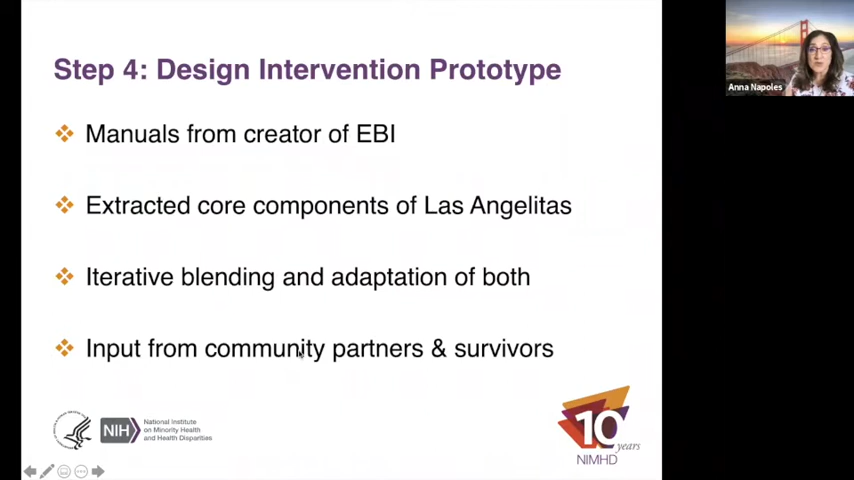 Step 4: Design Intervention Prototype
Manuals from creator of EBI
Extracted core components of Las Angelitas
Iterative blending and adaptation of both
Input from community partners & survivors
NIH
National Institute
on Minority Health
and Health Disparities
10
years
NIMHD
Anna Napoles